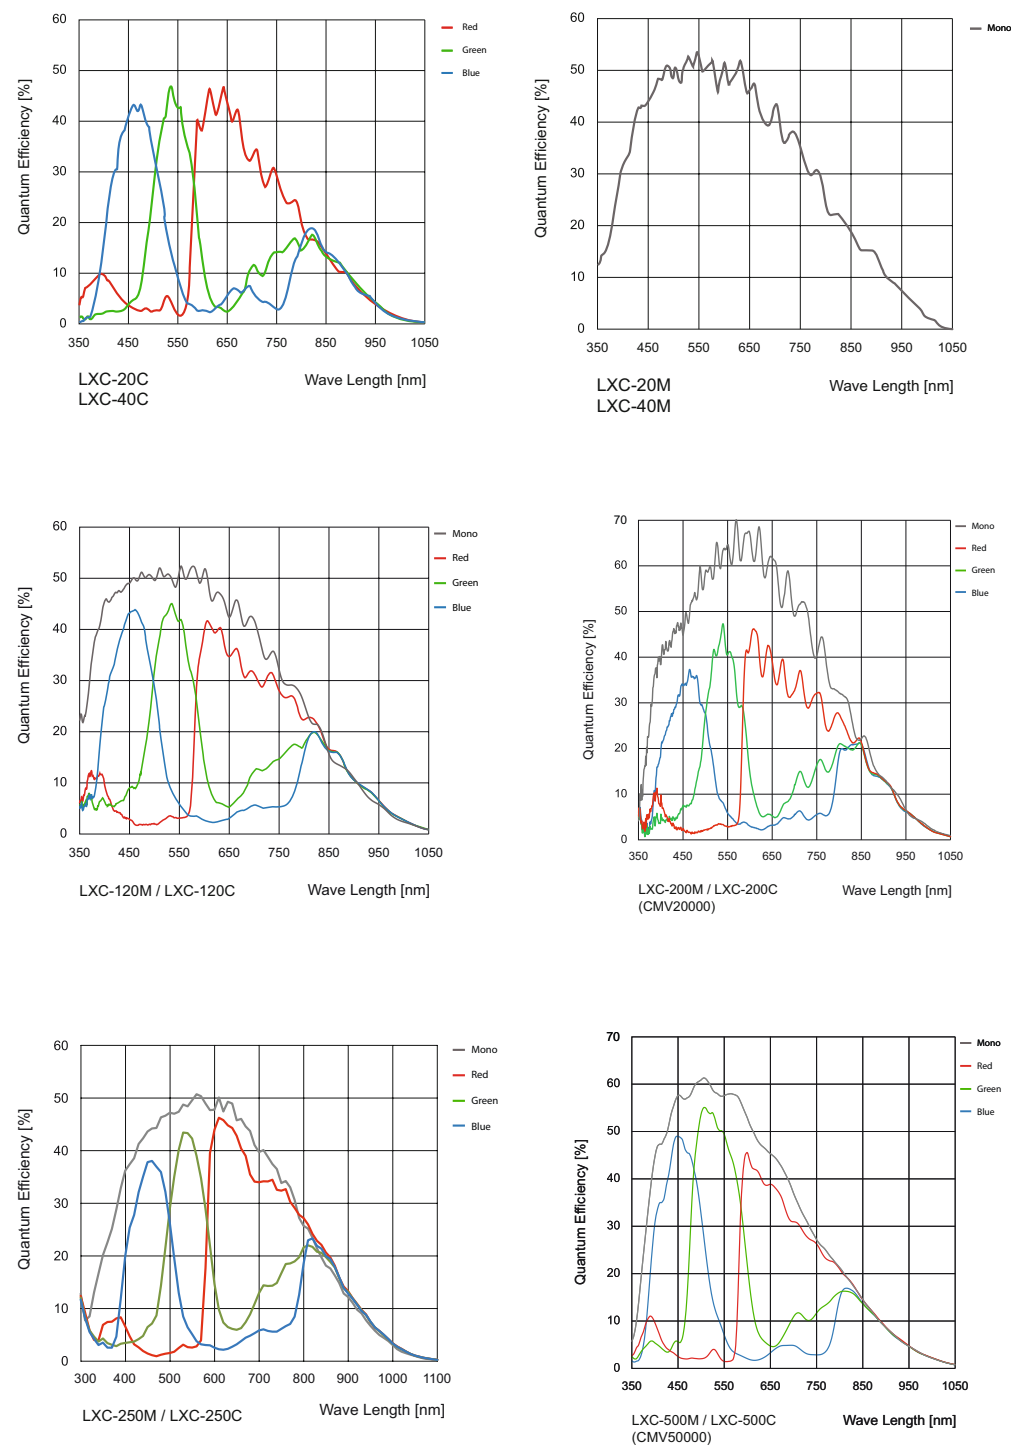 60
50
40
30
20
10
0
Quantum Efficiency [%]
350 450 550 650 750 850 950 1050
Red
Green
Blue
LXC-20C
LXC-40C
Wave Length [nm]
60
50
40
30
20
10
0
Quantum Efficiency [%]
350 450 550 650 750 850 950 1050
Mono
LXC-20M
LXC-40M
Wave Length [nm]
60
50
40
30
20
10
0
Quantum Efficiency [%]
350 450 550 650 750 850 950 1050
Mono
Red
Green
Blue
LXC-120M / LXC-120C
Wave Length [nm]
70
60
50
40
30
20
10
0
Quantum Efficiency [%]
350 450 550 650 750 850 950 1050
Mono
Red
Green
Blue
LXC-200M / LXC-200C
(CMV20000)
Wave Length [nm]
60
50
40
30
20
10
0
Quantum Efficiency [%]
300 400 500 600 700 800 900 1000 1100
Mono
Red
Green
Blue
LXC-250M / LXC-250C
Wave Length [nm]
70
60
50
40
30
20
10
0
Quantum Efficiency [%]
350 450 550 650 750 850 950 1050
Mono
Red
Green
Blue
LXC-500M / LXC-500C
(CMV50000)
Wave Length [nm]